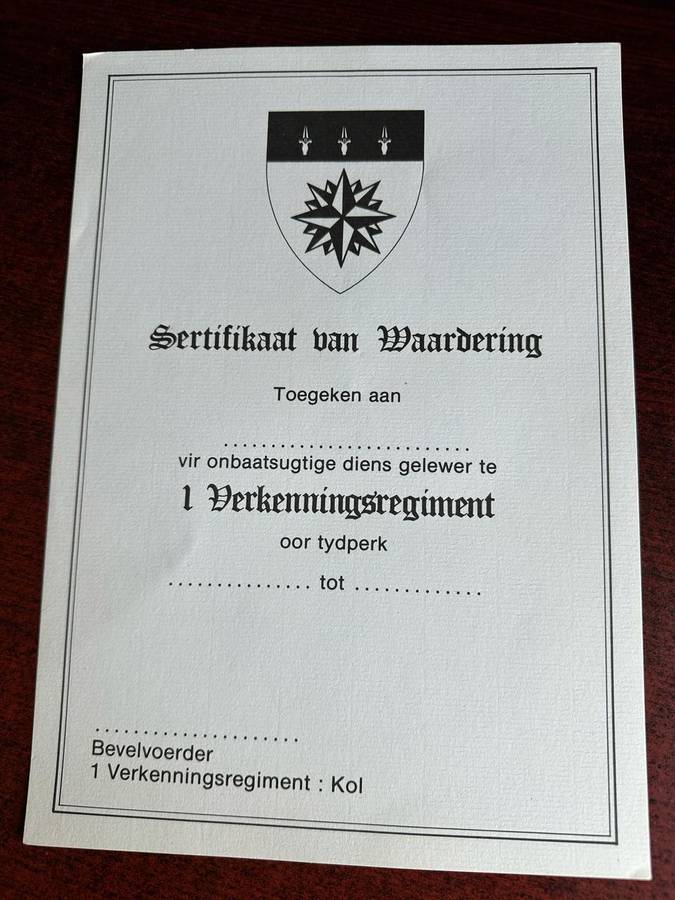 Sertifikaat van Waardering
Toegeken aan
..........................
vir onbaatsugtige diens gelewer te
1 Verkenningsregiment
oor tydperk
............... tot .............
......................
Bevelvoerder
1 Verkenningsregiment : Kol